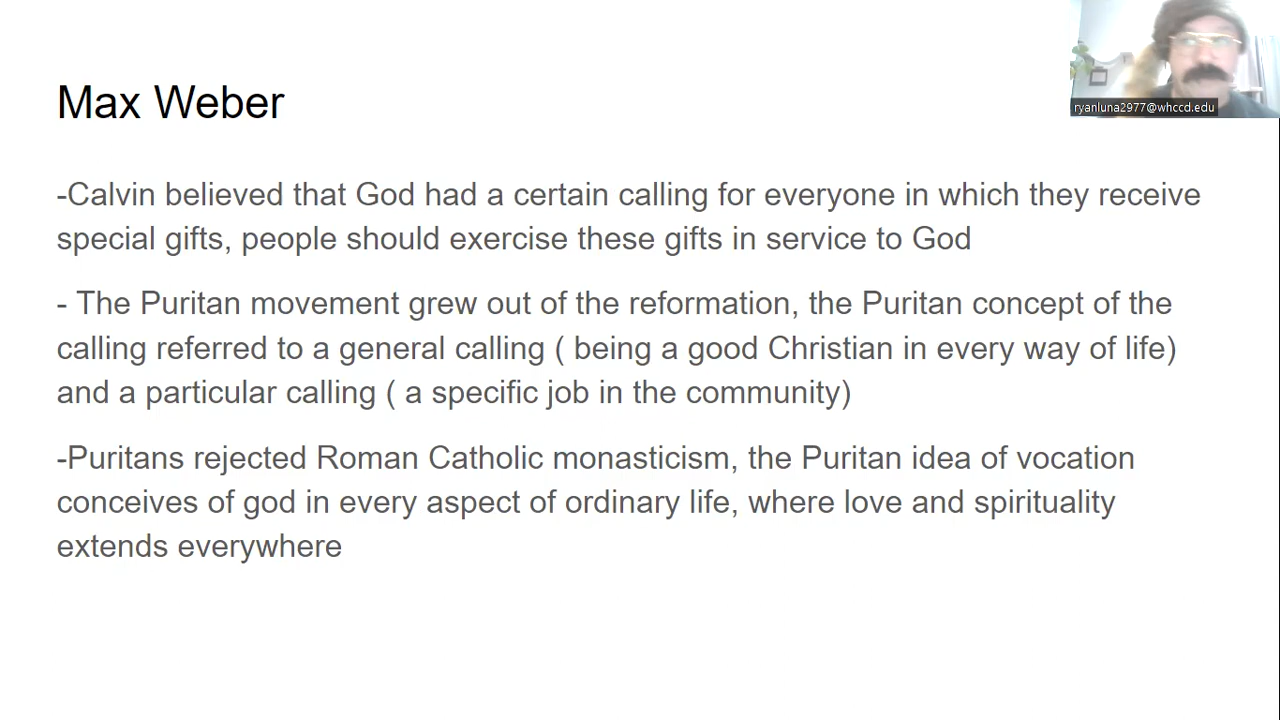 Max Weber
ryanluna2977@whccd.edu
-Calvin believed that God had a certain calling for everyone in which they receive
special gifts, people should exercise these gifts in service to God
- The Puritan movement grew out of the reformation, the Puritan concept of the
calling referred to a general calling ( being a good Christian in every way of life)
and a particular calling ( a specific job in the community)
-Puritans rejected Roman Catholic monasticism, the Puritan idea of vocation
conceives of god in every aspect of ordinary life, where love and spirituality
extends everywhere